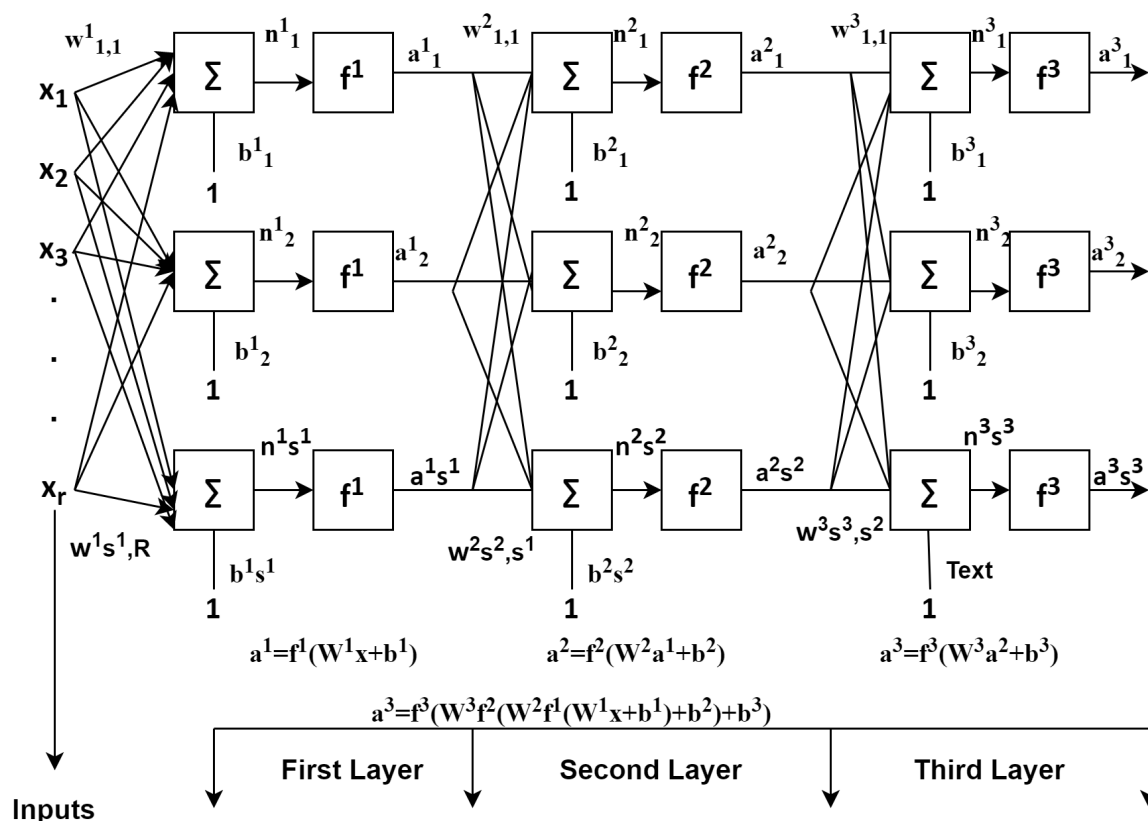 w¹₁,₁ n¹₁ a¹₁ w²₁,₁ n²₁ a²₁ w³₁,₁ n³₁ a³₁
x₁ Σ f¹ Σ f² Σ f³
b¹₁ b²₁ b³₁
x₂ 1 1 1
n¹₂ a¹₂ n²₂ a²₂ n³₂ a³₂
x₃ Σ f¹ Σ f² Σ f³
.
.
b¹₂ b²₂ b³₂
1 1 1
.
n¹s¹ a¹s¹ n²s² a²s² n³s³ a³s³
xᵣ Σ f¹ Σ f² Σ f³
w¹s¹,R w²s²,s¹ w³s³,s²
b¹s¹ b²s² Text
1 1 1
a¹=f¹(W¹x+b¹) a²=f²(W²a¹+b²) a³=f³(W³a²+b³)
a³=f³(W³f²(W²f¹(W¹x+b¹)+b²)+b³)
First Layer Second Layer Third Layer
Inputs